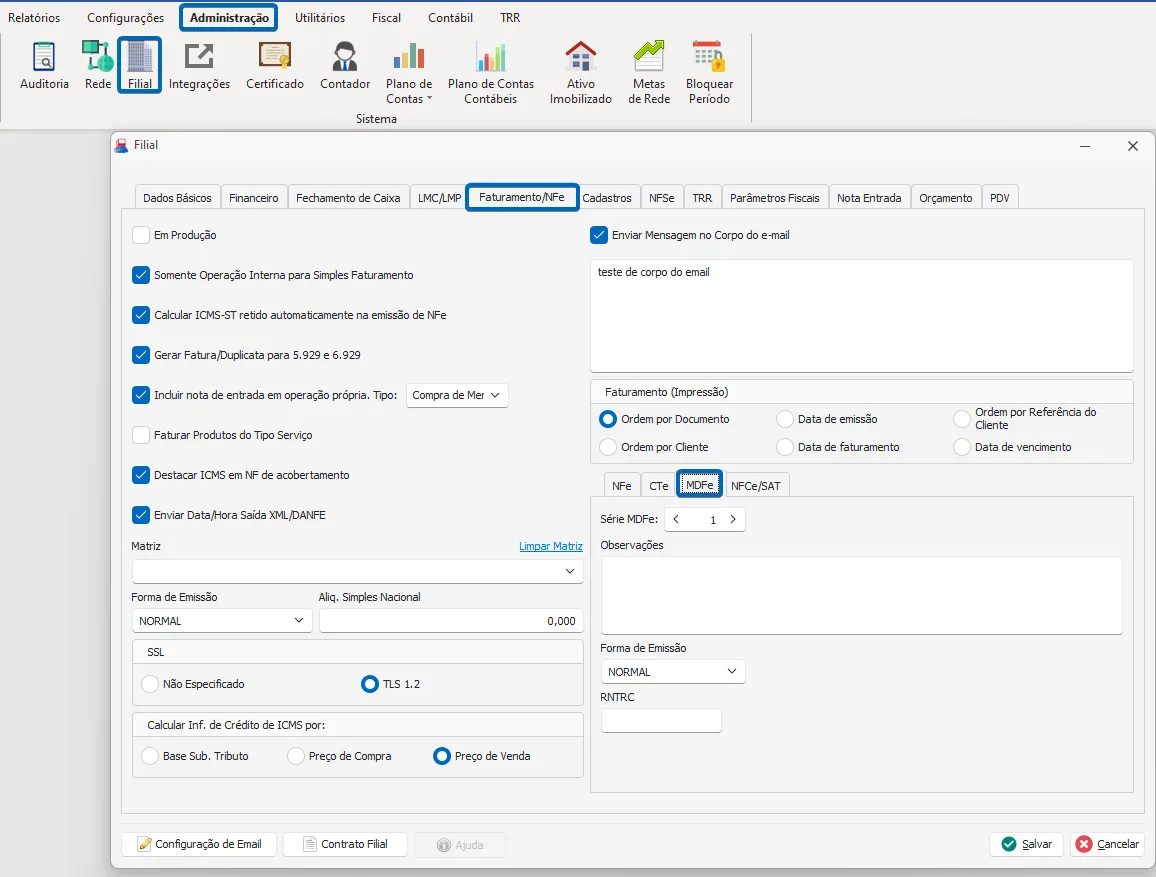 Relatórios Configurações Administração Utilitários Fiscal Contábil TRR
Auditoria Rede Filial Integrações Certificado Contador Plano de Contas Plano de Contas Contábeis Ativo Imobilizado Metas de Rede Bloquear Período
Sistema
Filial
Dados Básicos Financeiro Fechamento de Caixa LMC/LMP Faturamento/NFe Cadastros NFSe TRR Parâmetros Fiscais Nota Entrada Orçamento PDV
Em Produção
Somente Operação Interna para Simples Faturamento
Calcular ICMS-ST retido automaticamente na emissão de NFe
Gerar Fatura/Duplicata para 5.929 e 6.929
Incluir nota de entrada em operação própria. Tipo: Compra de Mer
Faturar Produtos do Tipo Serviço
Destacar ICMS em NF de acobertamento
Enviar Data/Hora Saída XML/DANFE
Matriz Limpar Matriz
Forma de Emissão Aliq. Simples Nacional
NORMAL 0,000
SSL
Não Especificado TLS 1.2
Calcular Inf. de Crédito de ICMS por:
Base Sub. Tributo Preço de Compra Preço de Venda
Enviar Mensagem no Corpo do e-mail
teste de corpo do email
Faturamento (Impressão)
Ordem por Documento Data de emissão Ordem por Referência do Cliente
Ordem por Cliente Data de faturamento Data de vencimento
NFe CTe MDFe NFCe/SAT
Série MDFe: 1
Observações
Forma de Emissão
NORMAL
RNTRC
Configuração de Email Contrato Filial Ajuda Salvar Cancelar